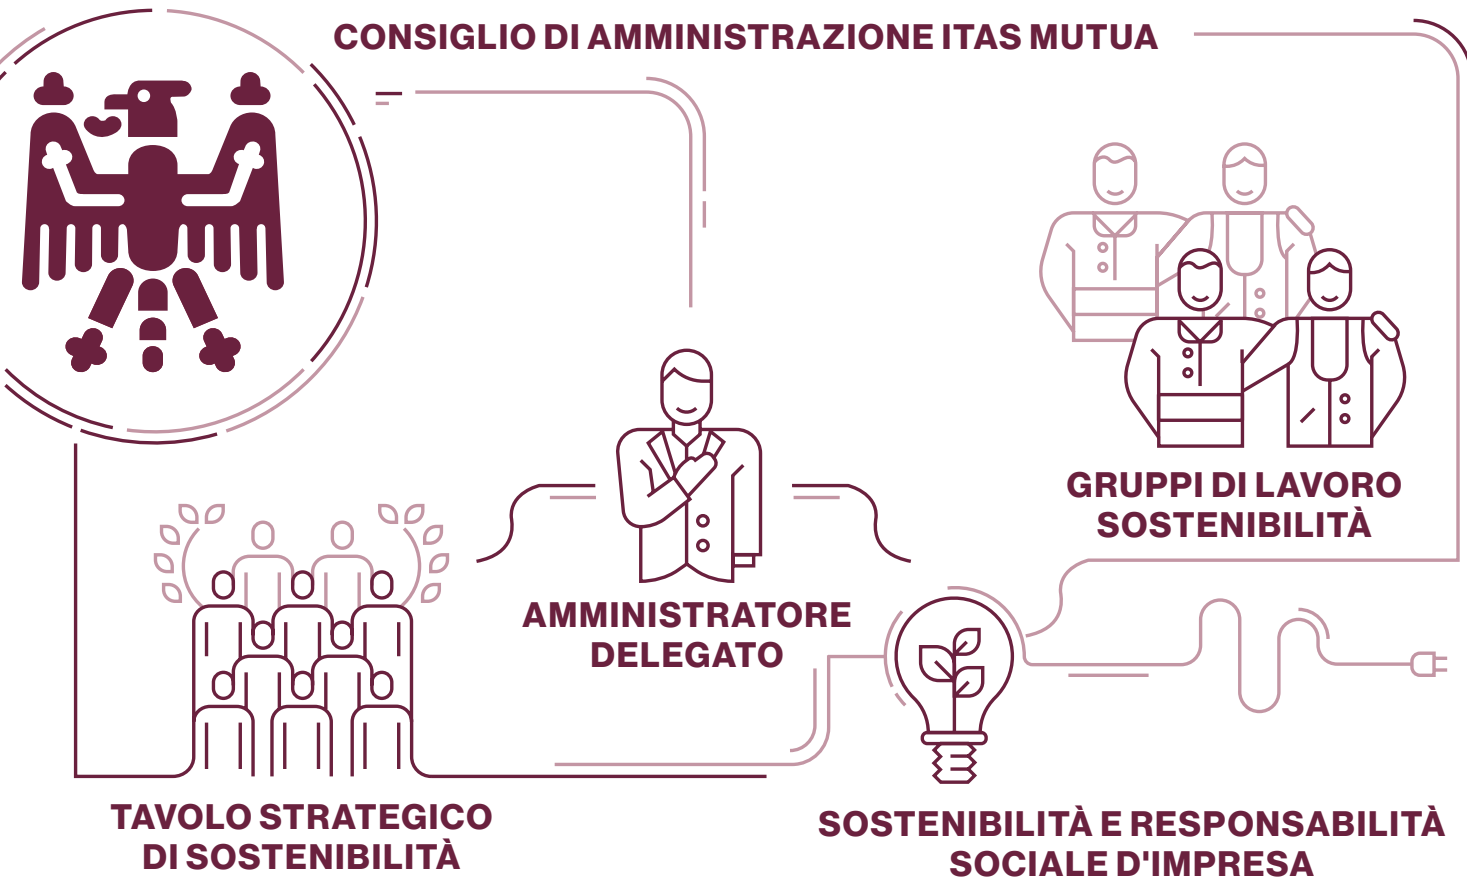 CONSIGLIO DI AMMINISTRAZIONE ITAS MUTUA
GRUPPI DI LAVORO
SOSTENIBILITÀ
AMMINISTRATORE
DELEGATO
TAVOLO STRATEGICO
DI SOSTENIBILITÀ
SOSTENIBILITÀ E RESPONSABILITÀ
SOCIALE D'IMPRESA